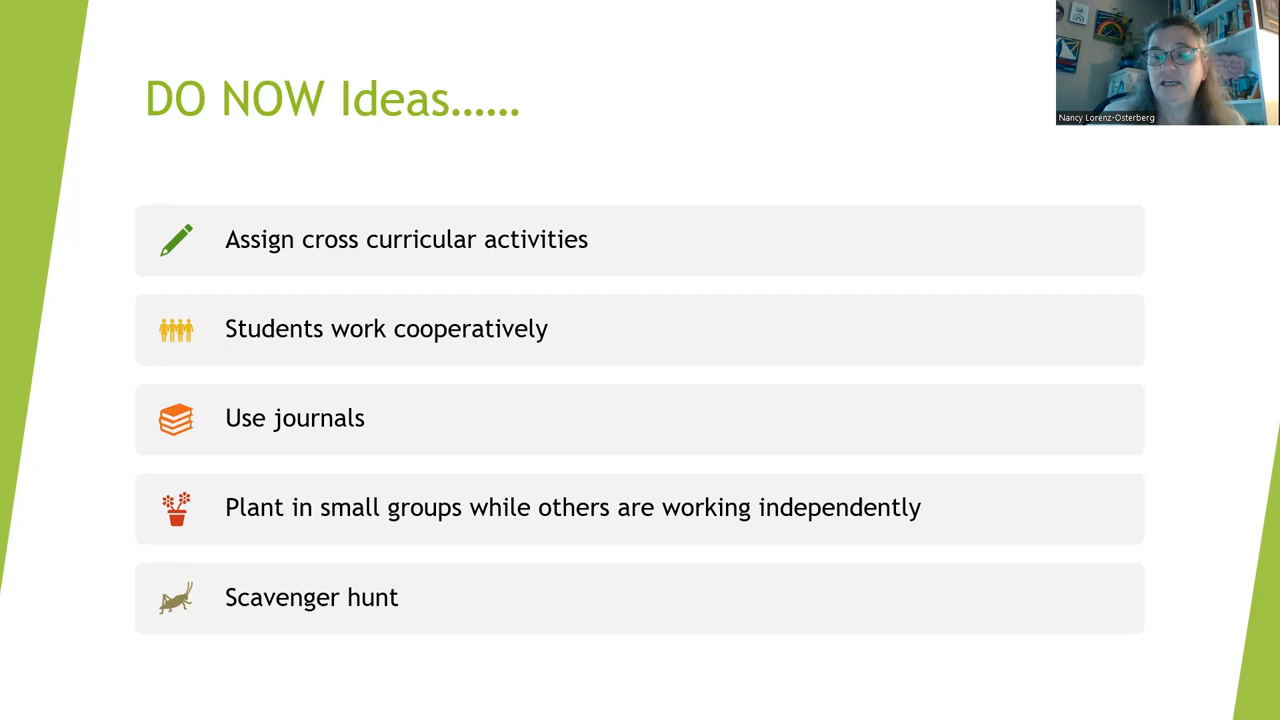 DO NOW Ideas……
Nancy Lorenz-Osterberg
Assign cross curricular activities
Students work cooperatively
Use journals
Plant in small groups while others are working independently
Scavenger hunt